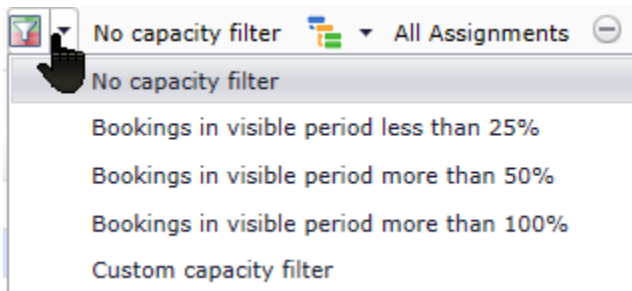 No capacity filter All Assignments
No capacity filter
Bookings in visible period less than 25%
Bookings in visible period more than 50%
Bookings in visible period more than 100%
Custom capacity filter